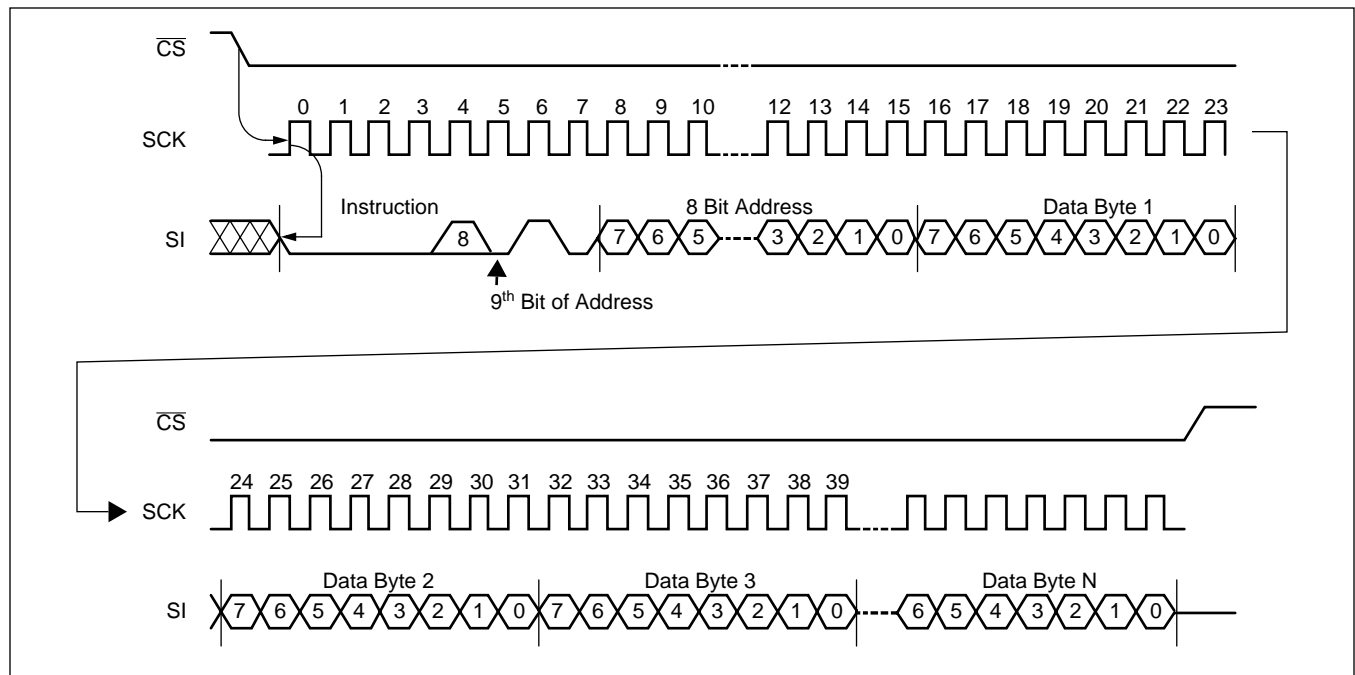 CS
0 1 2 3 4 5 6 7 8 9 10 12 13 14 15 16 17 18 19 20 21 22 23
SCK
Instruction 8 Bit Address Data Byte 1
SI 8 7 6 5 3 2 1 0 7 6 5 4 3 2 1 0
9th Bit of Address
CS
24 25 26 27 28 29 30 31 32 33 34 35 36 37 38 39
SCK
Data Byte 2 Data Byte 3 Data Byte N
SI 7 6 5 4 3 2 1 0 7 6 5 4 3 2 1 0 6 5 4 3 2 1 0